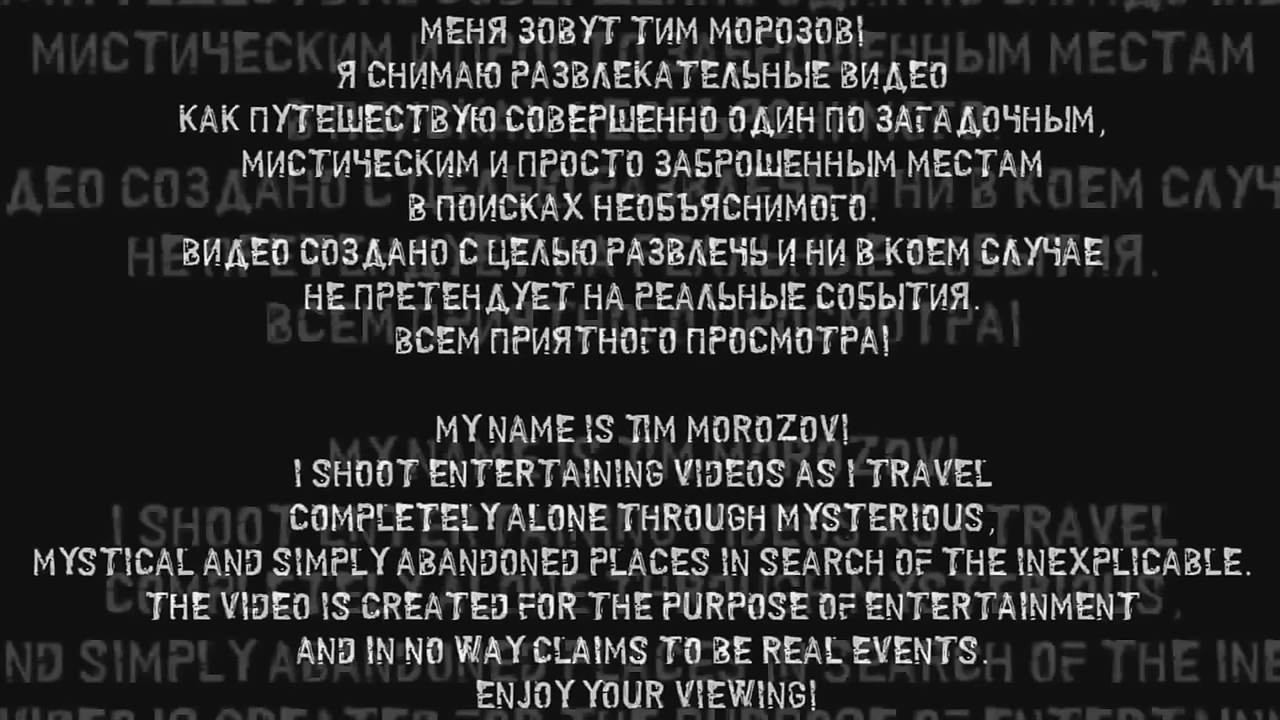 МЕНЯ ЗОВУТ ТИМ МОРОЗОВ!
Я СНИМАЮ РАЗВЛЕКАТЕЛЬНЫЕ ВИДЕО
КАК ПУТЕШЕСТВУЮ СОВЕРШЕННО ОДИН ПО ЗАГАДОЧНЫМ,
МИСТИЧЕСКИМ И ПРОСТО ЗАБРОШЕННЫМ МЕСТАМ
В ПОИСКАХ НЕОБЪЯСНИМОГО.
ВИДЕО СОЗДАНО С ЦЕЛЬЮ РАЗВЛЕЧЬ И НИ В КОЕМ СЛУЧАЕ
НЕ ПРЕТЕНДУЕТ НА РЕАЛЬНЫЕ СОБЫТИЯ.
ВСЕМ ПРИЯТНОГО ПРОСМОТРА!
MY NAME IS TIM MOROZOV!
I SHOOT ENTERTAINING VIDEOS AS I TRAVEL
COMPLETELY ALONE THROUGH MYSTERIOUS,
MYSTICAL AND SIMPLY ABANDONED PLACES IN SEARCH OF THE INEXPLICABLE.
THE VIDEO IS CREATED FOR THE PURPOSE OF ENTERTAINMENT
AND IN NO WAY CLAIMS TO BE REAL EVENTS.
ENJOY YOUR VIEWING!